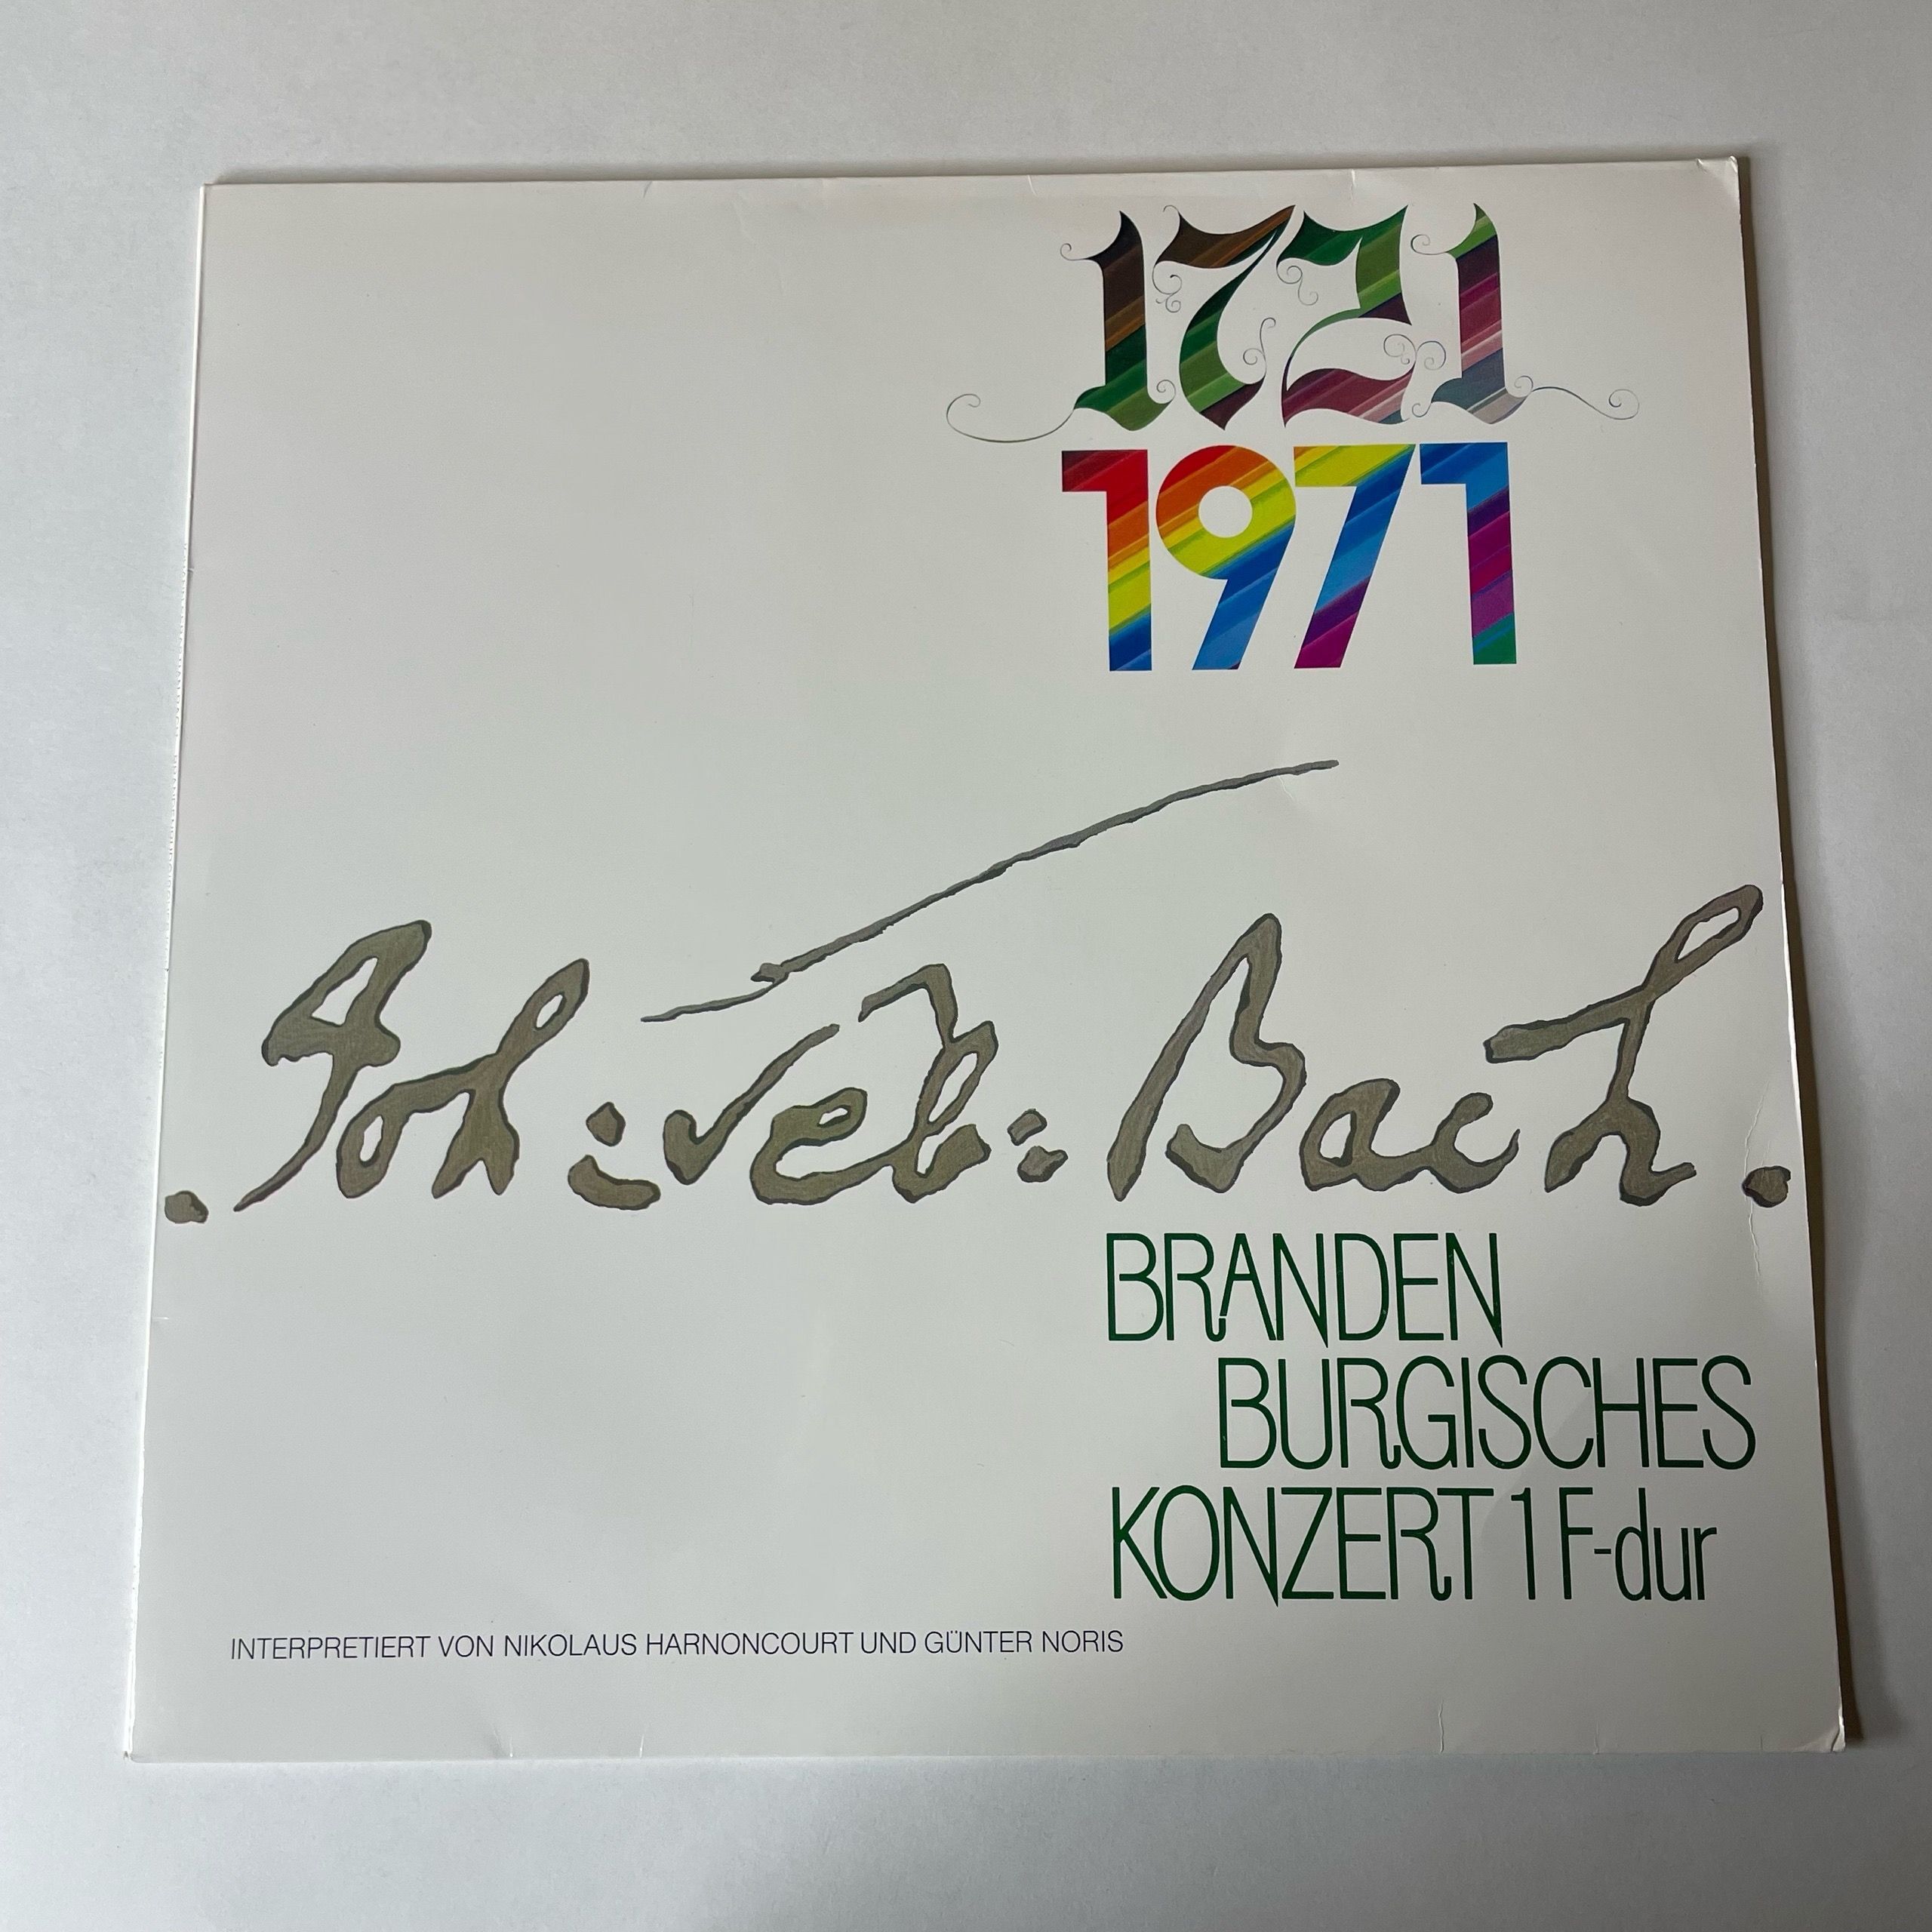 1721
1971
. Joh : Seb : Bach .
BRANDEN
BURGISCHES
KONZERT 1 F-dur
INTERPRETIERT VON NIKOLAUS HARNONCOURT UND GÜNTER NORIS